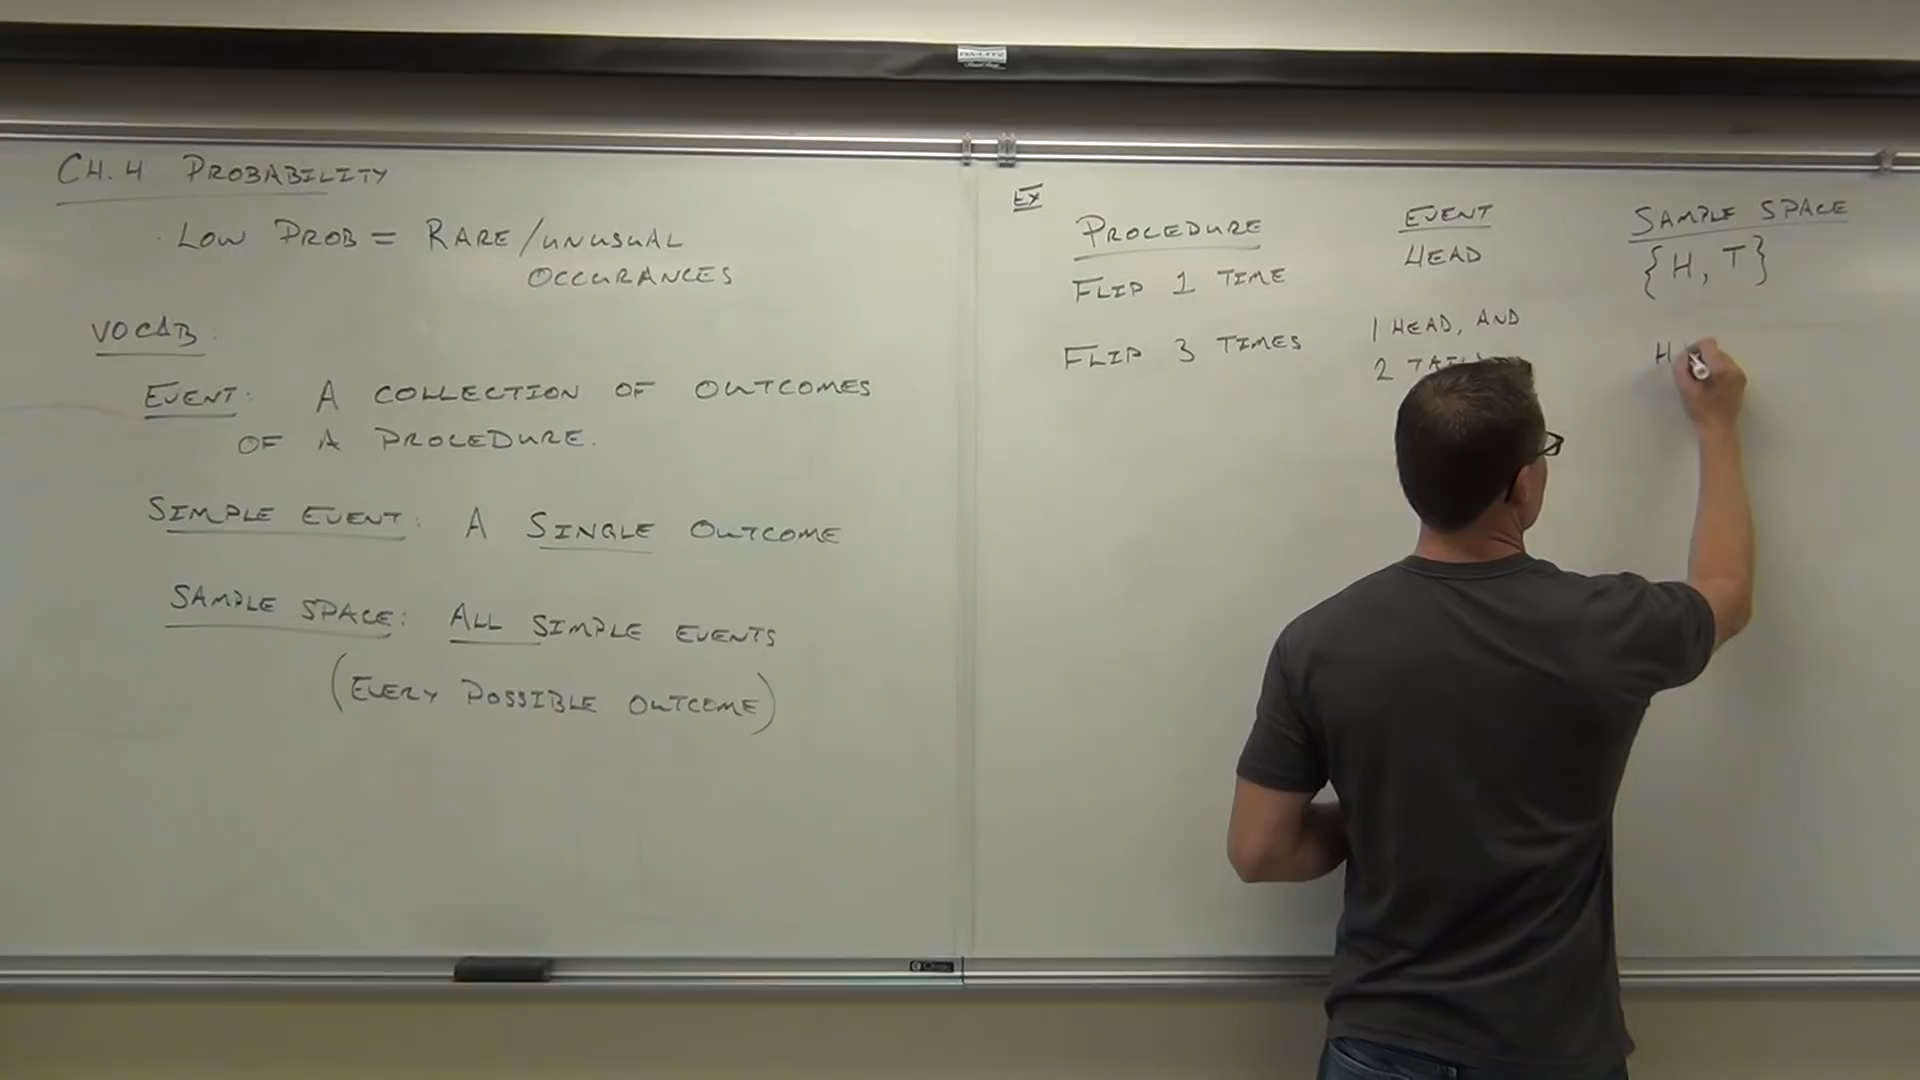 CH. 4 PROBABILITY
LOW PROB = RARE/UNUSUAL
OCCURANCES
VOCAB:
EVENT: A COLLECTION OF OUTCOMES
OF A PROCEDURE.
SIMPLE EVENT: A SINGLE OUTCOME
SAMPLE SPACE: ALL SIMPLE EVENTS
(EVERY POSSIBLE OUTCOME)
EX
PROCEDURE EVENT SAMPLE SPACE
FLIP 1 TIME HEAD {H, T}
FLIP 3 TIMES 1 HEAD, AND H
2